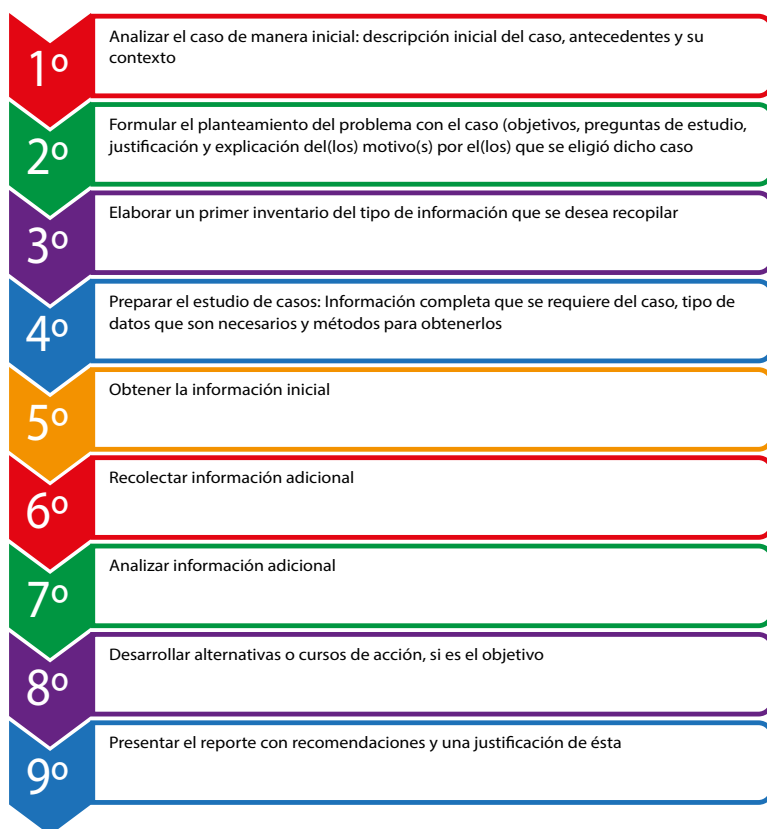 1º
Analizar el caso de manera inicial: descripción inicial del caso, antecedentes y su
contexto
2º
Formular el planteamiento del problema con el caso (objetivos, preguntas de estudio,
justificación y explicación del(los) motivo(s) por el(los) que se eligió dicho caso
3º
Elaborar un primer inventario del tipo de información que se desea recopilar
4º
Preparar el estudio de casos: Información completa que se requiere del caso, tipo de
datos que son necesarios y métodos para obtenerlos
5º
Obtener la información inicial
6º
Recolectar información adicional
7º
Analizar información adicional
8º
Desarrollar alternativas o cursos de acción, si es el objetivo
9º
Presentar el reporte con recomendaciones y una justificación de ésta